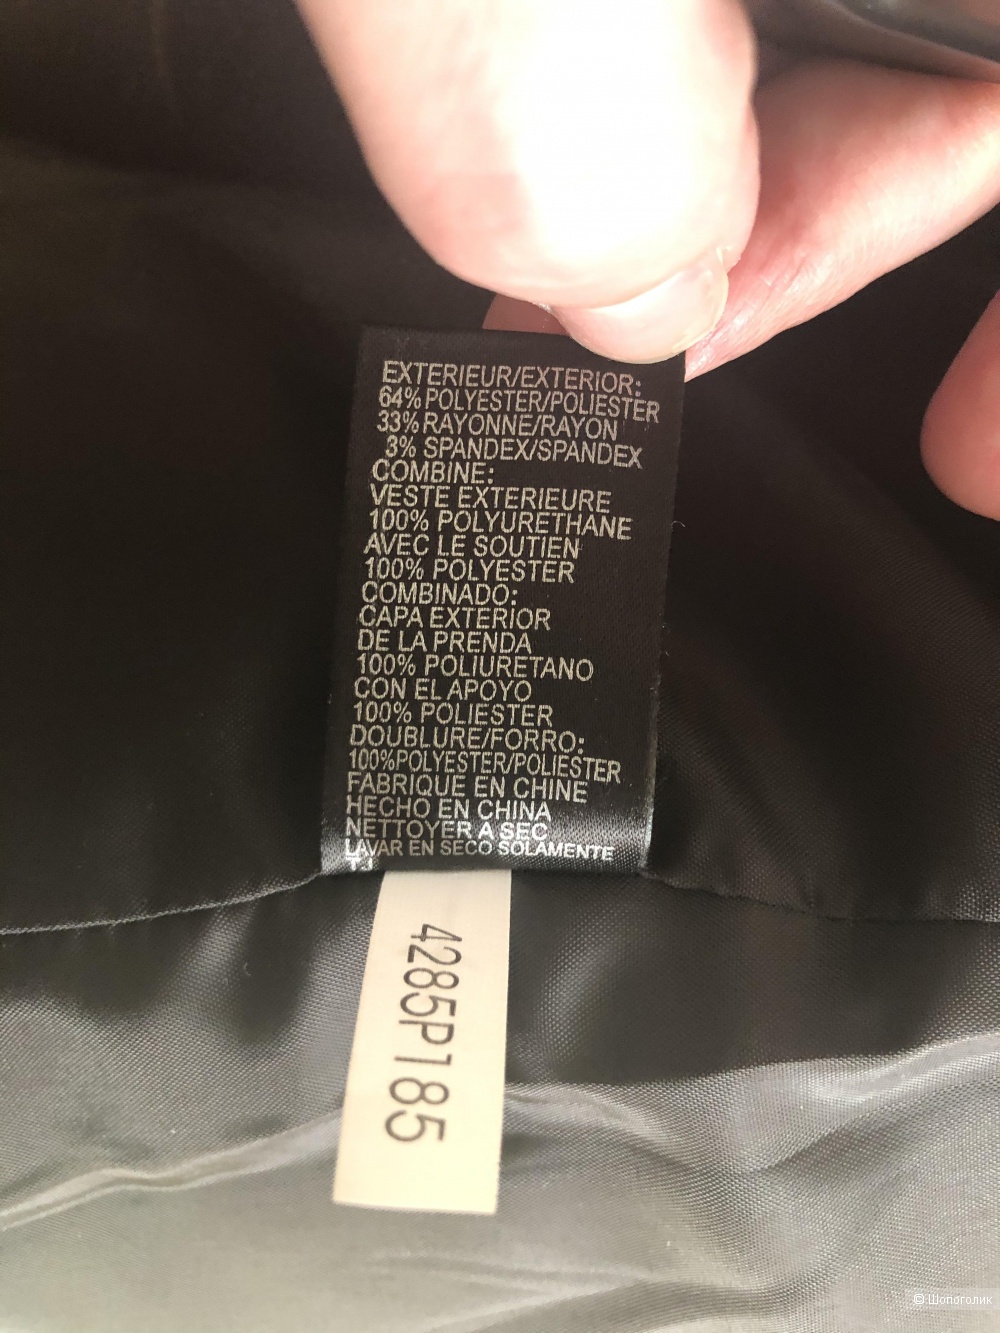 EXTERIEUR/EXTERIOR:
64% POLYESTER/POLIESTER
33% RAYONNE/RAYON
3% SPANDEX/SPANDEX
COMBINE:
VESTE EXTERIEURE
100% POLYURETHANE
AVEC LE SOUTIEN
100% POLYESTER
COMBINADO:
CAPA EXTERIOR
DE LA PRENDA
100% POLIURETANO
CON EL APOYO
100% POLIESTER
DOUBLURE/FORRO:
100%POLYESTER/POLIESTER
FABRIQUE EN CHINE
HECHO EN CHINA
NETTOYER A SEC
LAVAR EN SECO SOLAMENTE
4285P185
© Шопоголик